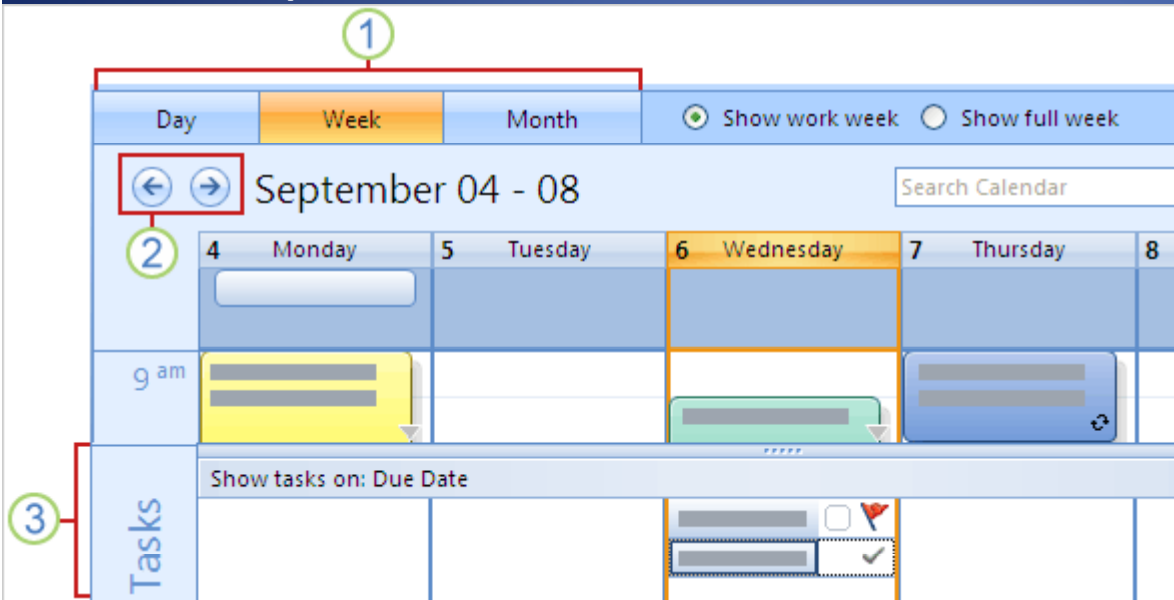 1
Day Week Month Show work week Show full week
2
September 04 - 08 Search Calendar
4 Monday 5 Tuesday 6 Wednesday 7 Thursday 8
9 am
3
Tasks
Show tasks on: Due Date